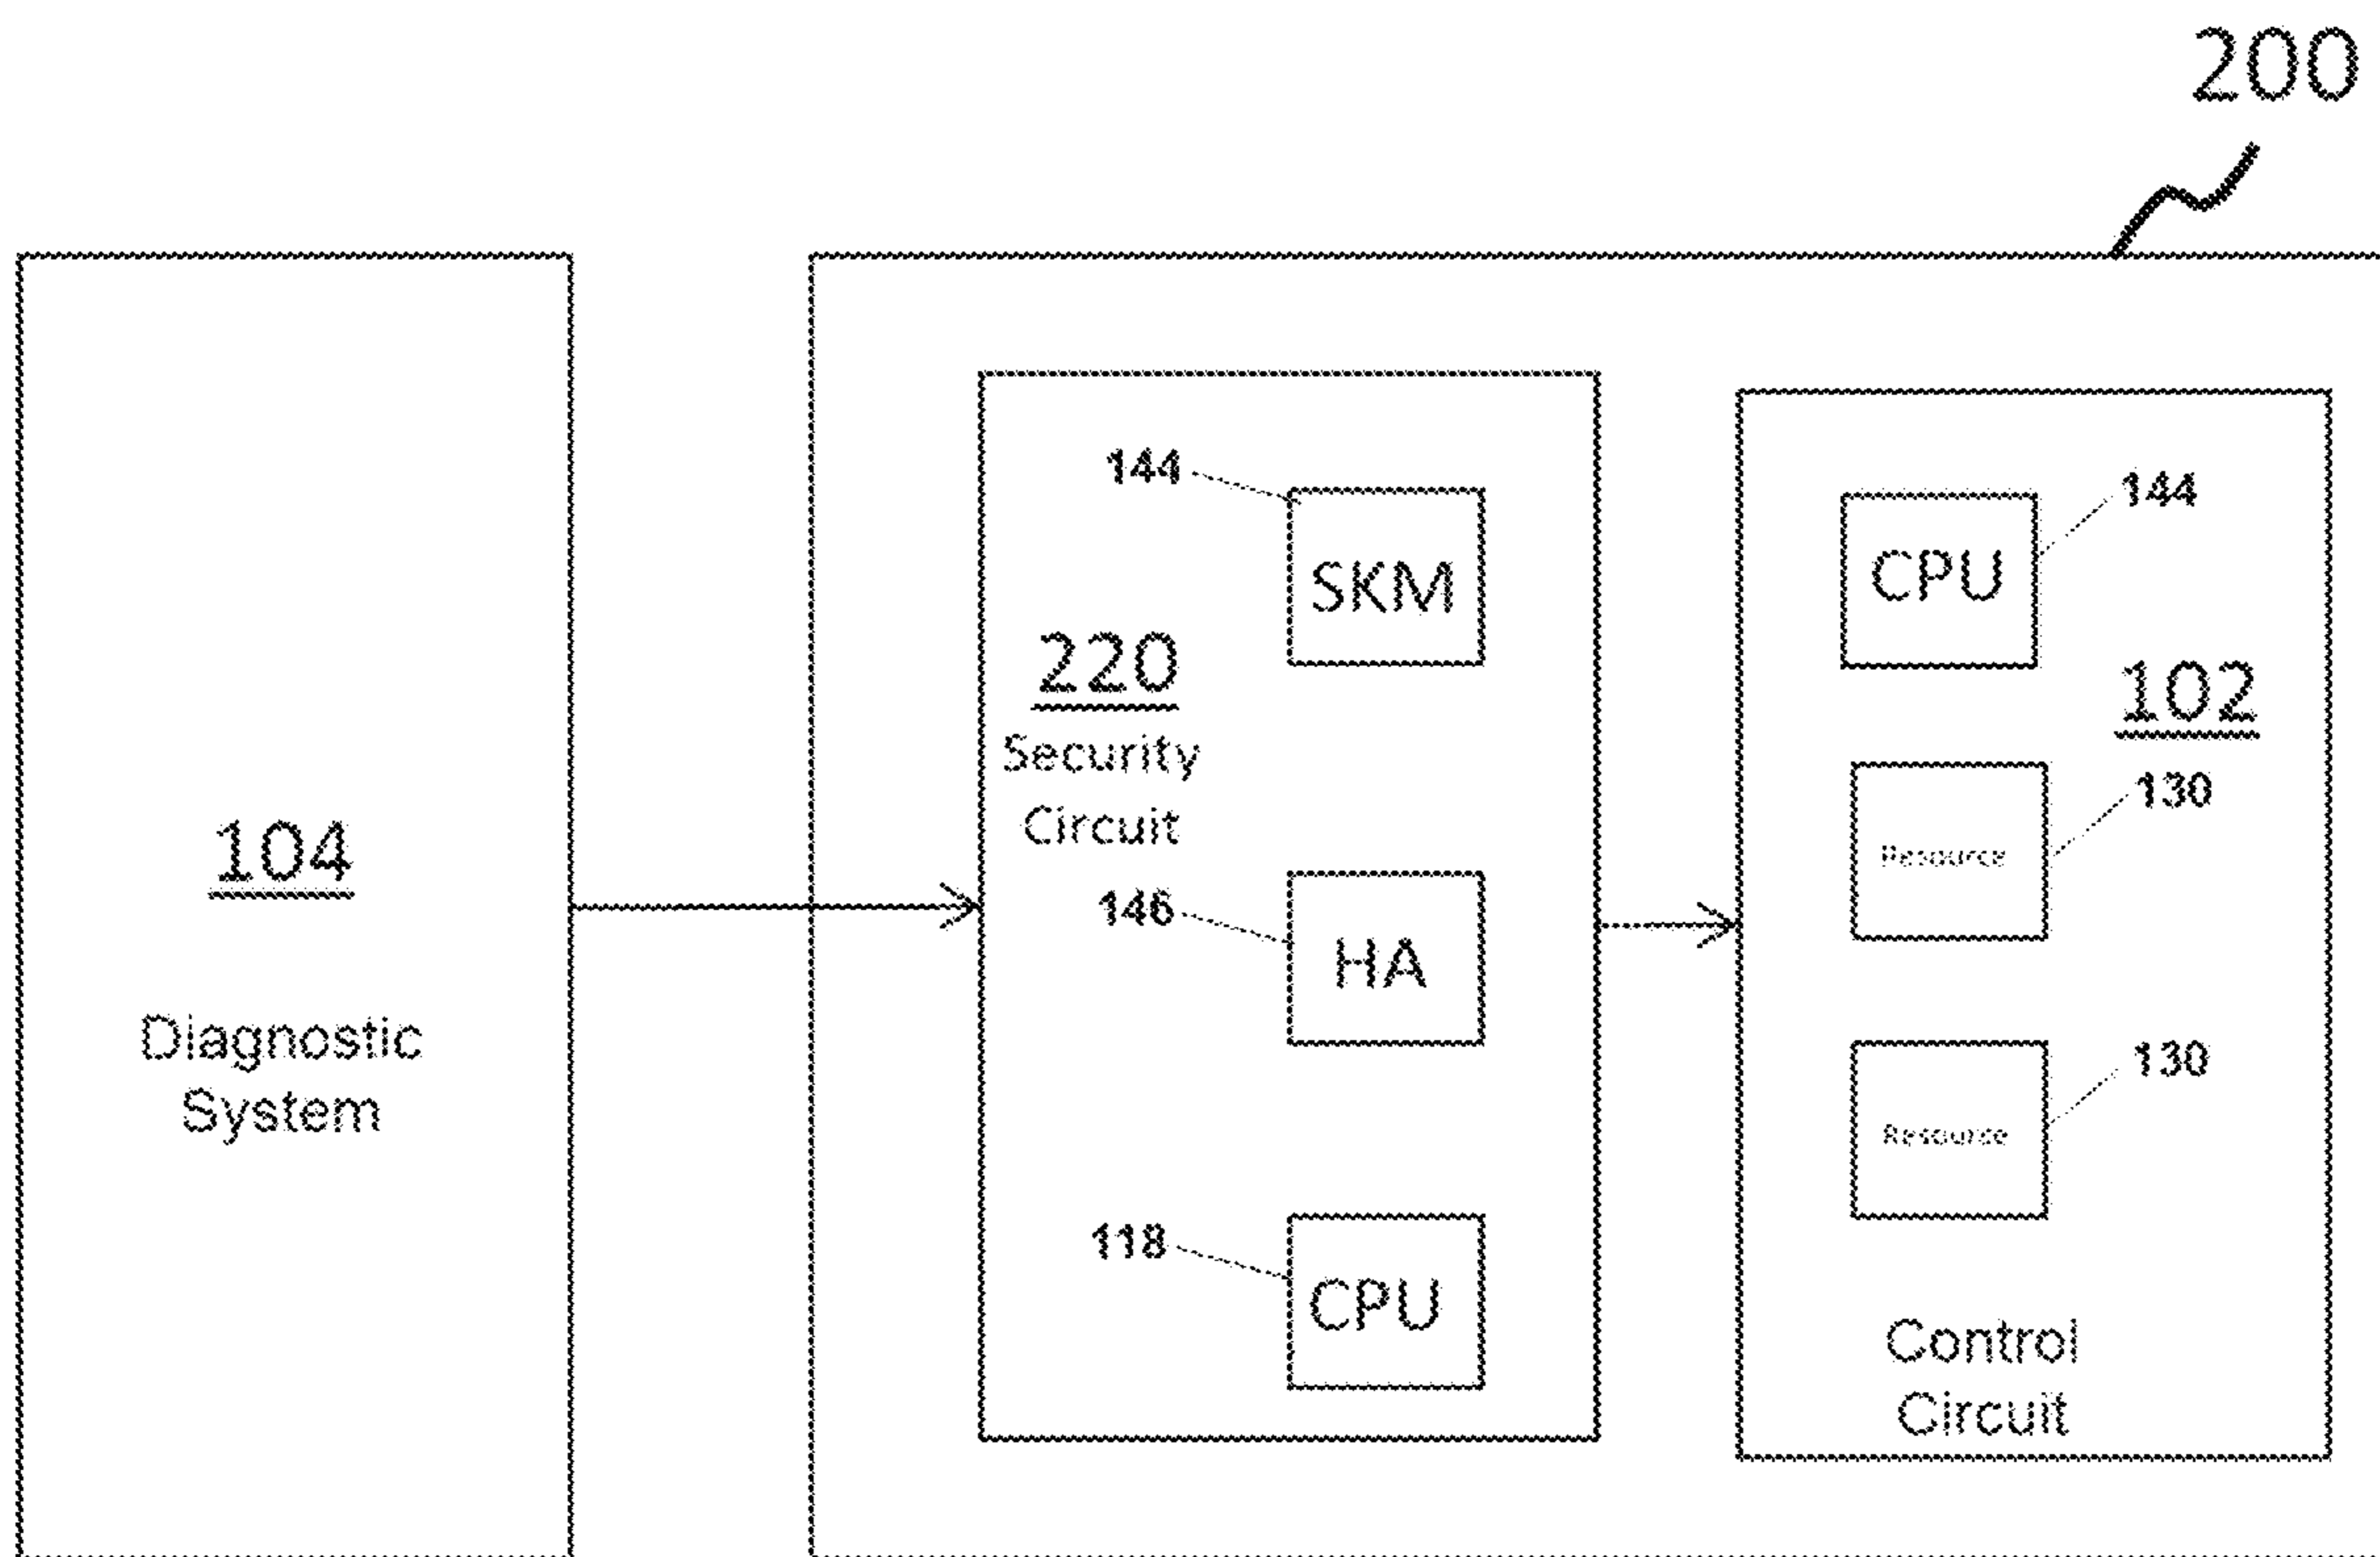 200
104
Diagnostic
System
220
Security
Circuit
144
SKM
146
HA
118
CPU
144
CPU
102
130
Resource
130
Resource
Control
Circuit